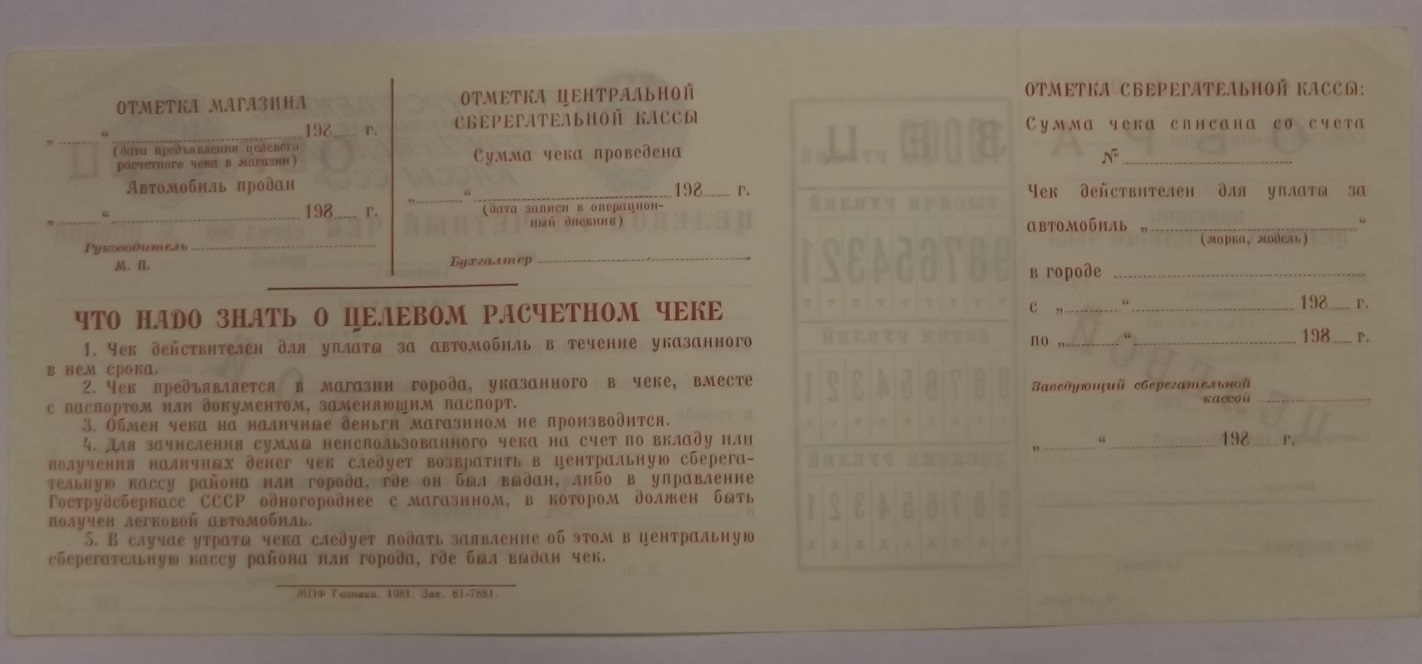 ОТМЕТКА МАГАЗИНА
„ “ 198 г.
(дата предъявления целевого
расчетного чека в магазин)
Автомобиль продан
„ “ 198 г.
Руководитель
М. П.
ОТМЕТКА ЦЕНТРАЛЬНОЙ
СБЕРЕГАТЕЛЬНОЙ КАССЫ
Сумма чека проведена
„ “ 198 г.
(дата записи в операцион-
ный дневник)
Бухгалтер
ЧТО НАДО ЗНАТЬ О ЦЕЛЕВОМ РАСЧЕТНОМ ЧЕКЕ
1. Чек действителен для уплаты за автомобиль в течение указанного
в нем срока.
2. Чек предъявляется в магазин города, указанного в чеке, вместе
с паспортом или документом, заменяющим паспорт.
3. Обмен чека на наличные деньги магазином не производится.
4. Для зачисления суммы неиспользованного чека на счет по вкладу или
получения наличных денег чек следует возвратить в центральную сберега-
тельную кассу района или города, где он был выдан, либо в управление
Гострудсберкасс СССР одногороднее с магазином, в котором должен быть
получен легковой автомобиль.
5. В случае утраты чека следует подать заявление об этом в центральную
сберегательную кассу района или города, где был выдан чек.
МПФ Гознака. 1981. Зак. 81-7881.
ОТМЕТКА СБЕРЕГАТЕЛЬНОЙ КАССЫ:
Сумма чека списана со счета
№
Чек действителен для уплаты за
автомобиль „ “
(марка, модель)
в городе
с „ “ 198 г.
по „ “ 198 г.
Заведующий сберегательной
кассой
„ “ 198 г.